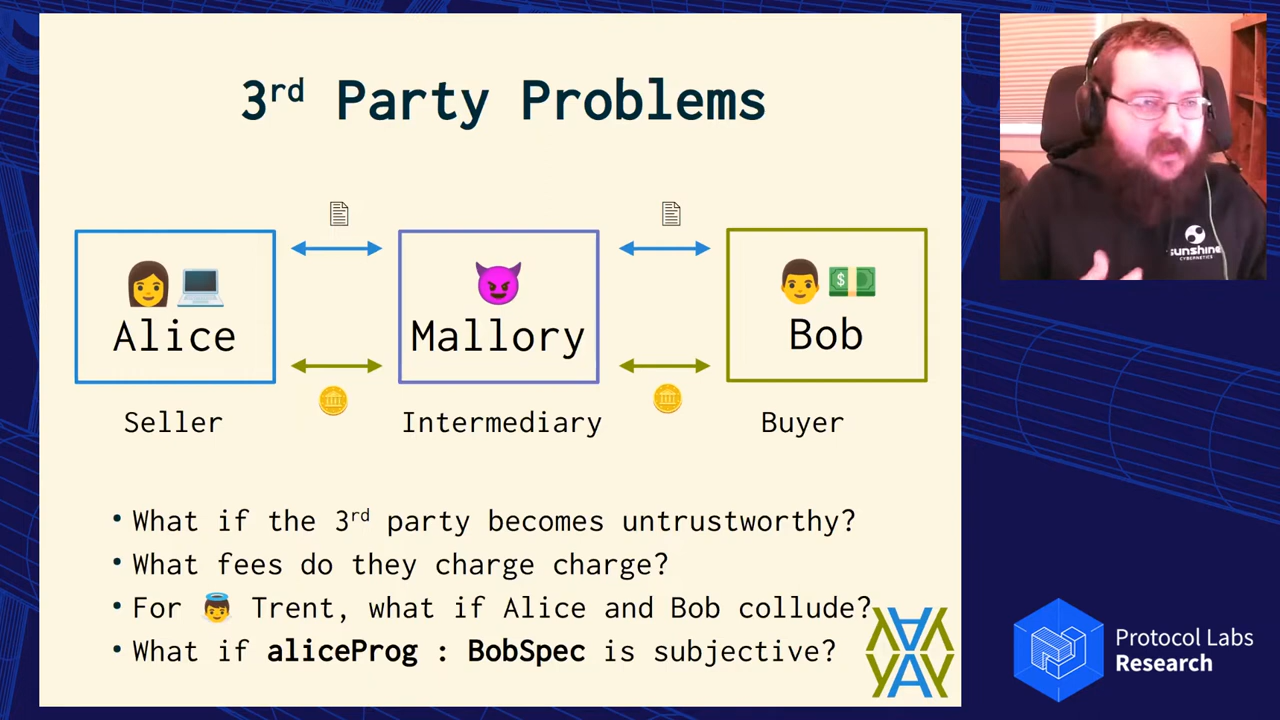 3rd Party Problems
Alice
Mallory
Bob
Seller
Intermediary
Buyer
• What if the 3rd party becomes untrustworthy?
• What fees do they charge charge?
• For 😇 Trent, what if Alice and Bob collude?
• What if aliceProg : BobSpec is subjective?
sunshine
CYBERNETICS
Protocol Labs
Research